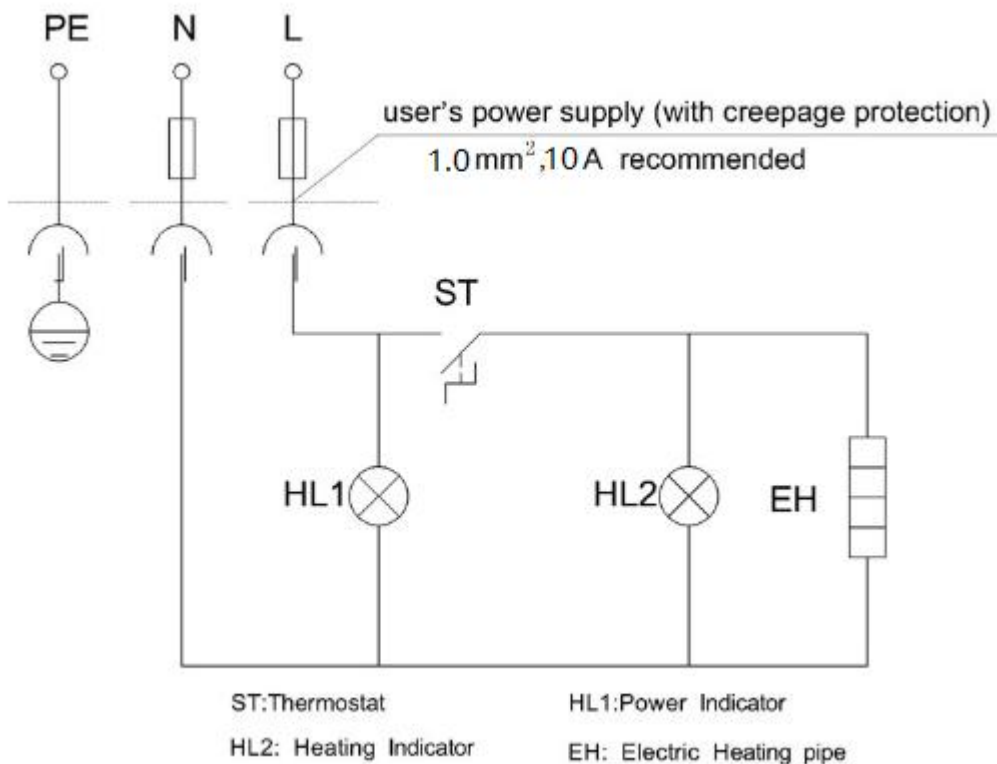 PE N L
user's power supply (with creepage protection)
1.0mm²,10A recommended
ST
HL1 HL2 EH
ST:Thermostat HL1:Power Indicator
HL2: Heating Indicator EH: Electric Heating pipe